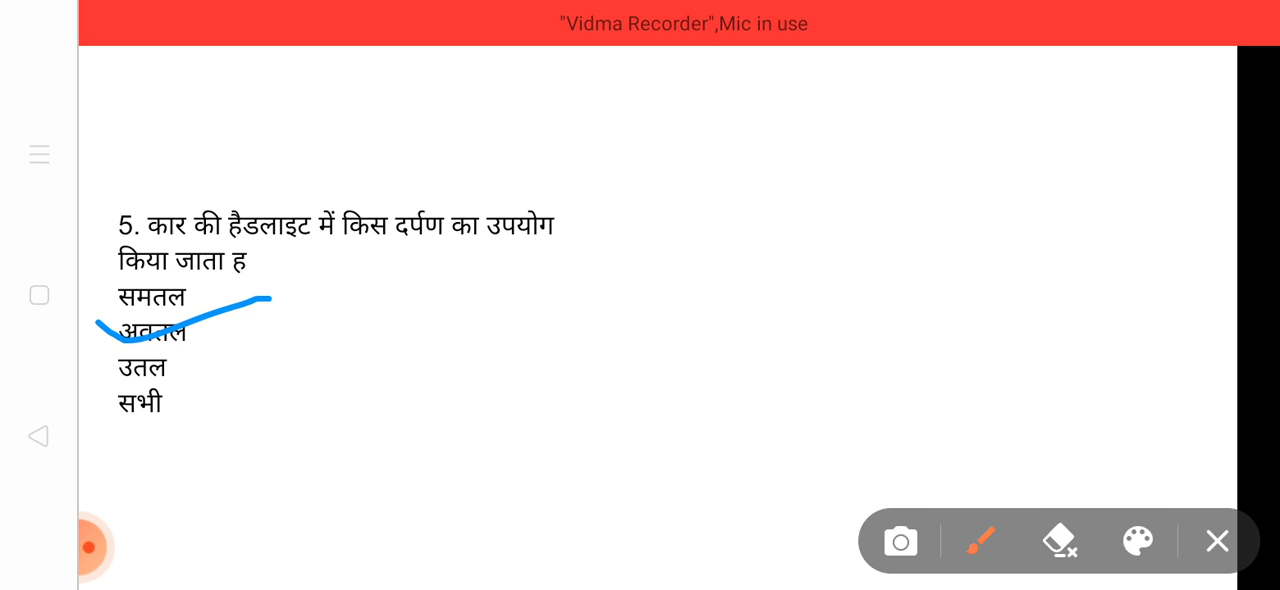 "Vidma Recorder",Mic in use
5. कार की हैडलाइट में किस दर्पण का उपयोग
किया जाता ह
समतल
अवतल
उतल
सभी